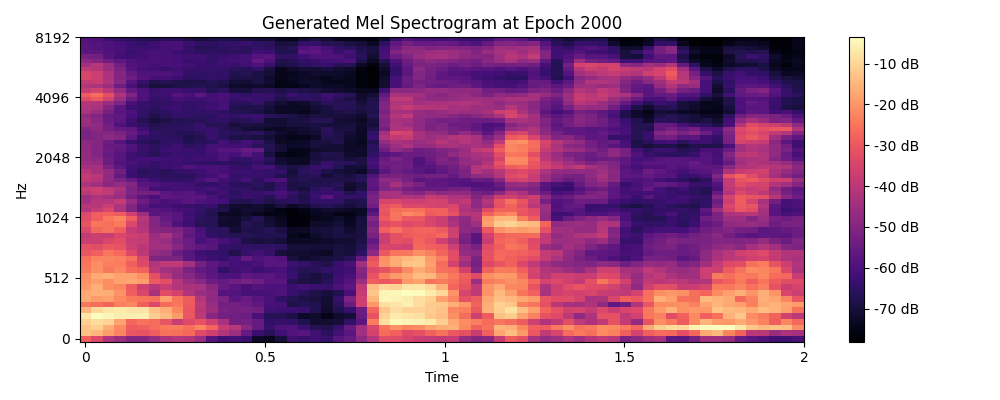 Generated Mel Spectrogram at Epoch 2000
8192
4096
2048
1024
512
0
Hz
0 0.5 1 1.5 2
Time
-10 dB
-20 dB
-30 dB
-40 dB
-50 dB
-60 dB
-70 dB